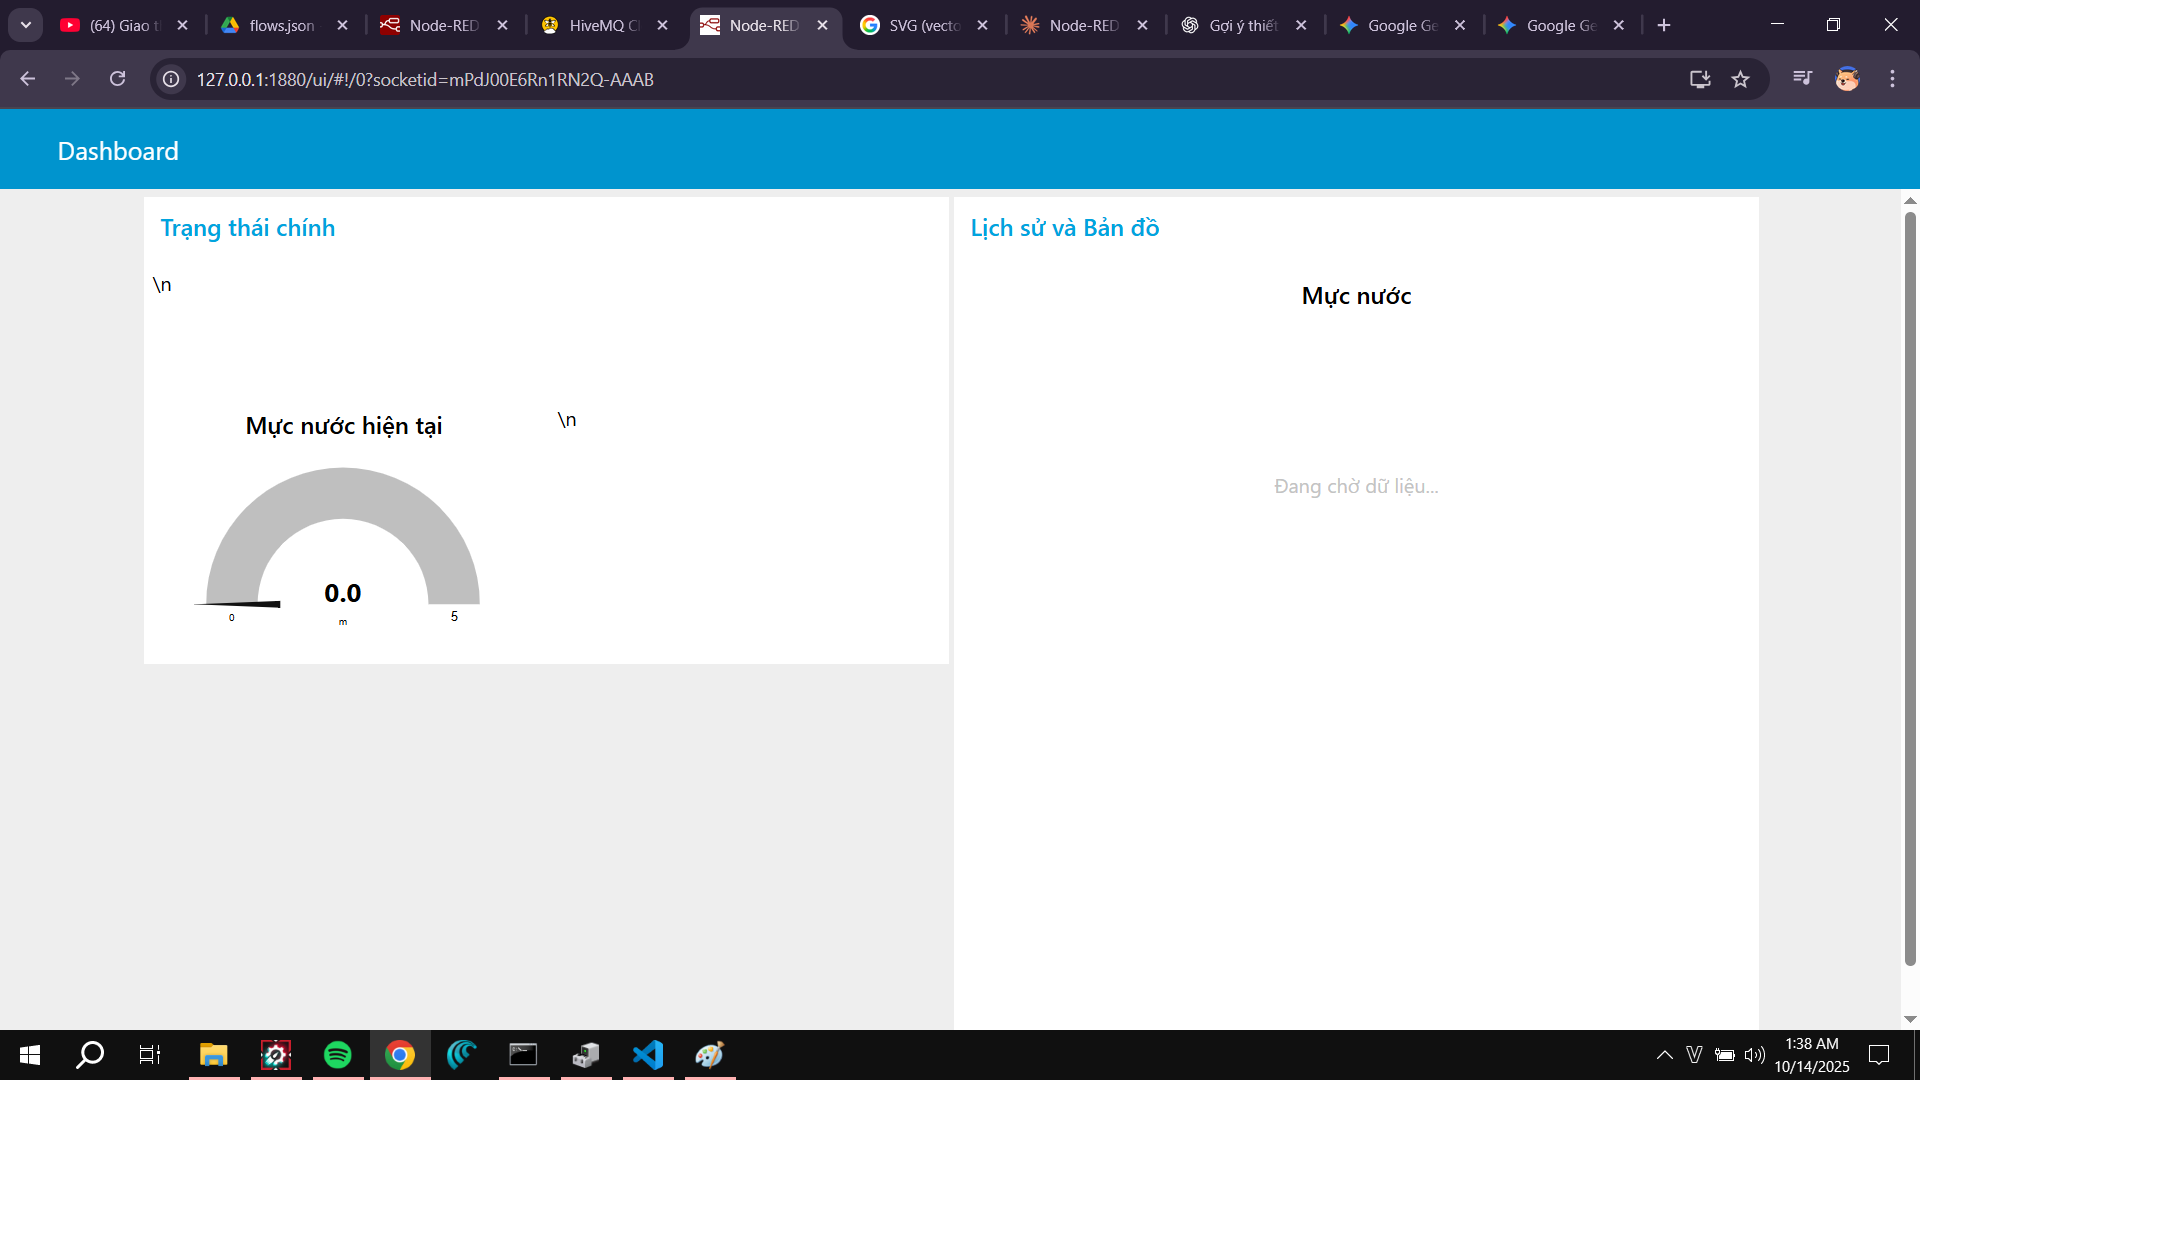 (64) Giao t
flows.json
Node-RED
HiveMQ Cl
Node-RED
SVG (vecto
Node-RED
Gợi ý thiết
Google Ge
Google Ge
127.0.0.1:1880/ui/#!/0?socketid=mPdJ00E6Rn1RN2Q-AAAB
Dashboard
Trạng thái chính
\n
Mực nước hiện tại
0.0
0
m
5
\n
Lịch sử và Bản đồ
Mực nước
Đang chờ dữ liệu...
1:38 AM
10/14/2025